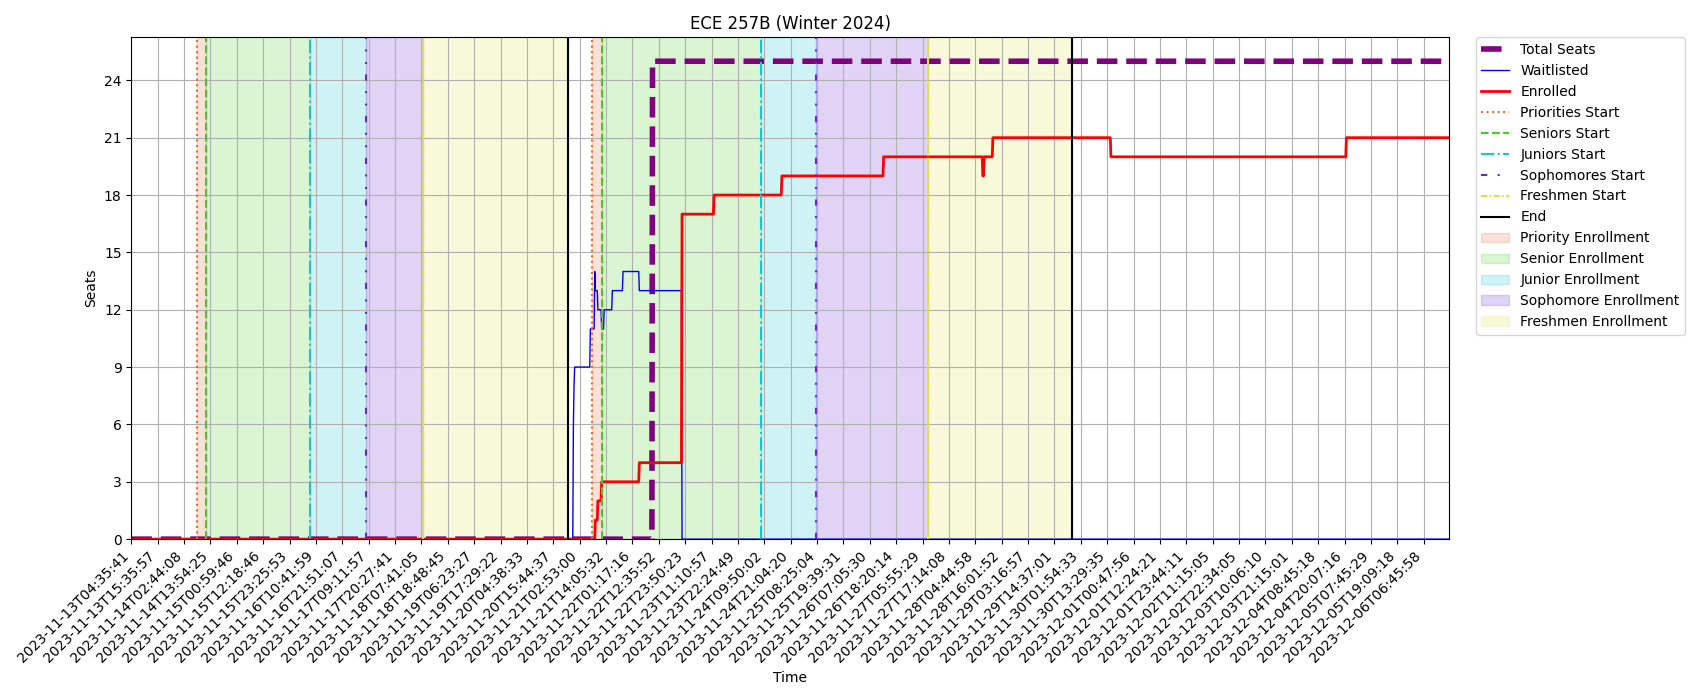 ECE 257B (Winter 2024)
Seats
24
21
18
15
12
9
6
3
0
2023-11-13T04:35:41
2023-11-13T15:35:57
2023-11-14T02:44:08
2023-11-14T13:54:25
2023-11-15T00:59:46
2023-11-15T12:18:46
2023-11-15T23:25:53
2023-11-16T10:41:59
2023-11-16T21:51:07
2023-11-17T09:11:57
2023-11-17T20:27:41
2023-11-18T07:41:05
2023-11-18T18:48:45
2023-11-19T06:23:27
2023-11-19T17:29:22
2023-11-20T04:38:33
2023-11-20T15:44:37
2023-11-21T02:53:00
2023-11-21T14:05:32
2023-11-22T01:17:16
2023-11-22T12:35:52
2023-11-22T23:50:23
2023-11-23T11:10:57
2023-11-23T22:24:49
2023-11-24T09:50:02
2023-11-24T21:04:20
2023-11-25T08:25:04
2023-11-25T19:39:31
2023-11-26T07:05:30
2023-11-26T18:20:14
2023-11-27T05:55:29
2023-11-27T17:14:08
2023-11-28T04:44:58
2023-11-28T16:01:52
2023-11-29T03:16:57
2023-11-29T14:37:01
2023-11-30T01:54:33
2023-11-30T13:29:35
2023-12-01T00:47:56
2023-12-01T12:24:21
2023-12-01T23:44:11
2023-12-02T11:15:05
2023-12-02T22:34:05
2023-12-03T10:06:10
2023-12-03T21:15:01
2023-12-04T08:45:18
2023-12-04T20:07:16
2023-12-05T07:45:29
2023-12-05T19:09:18
2023-12-06T06:45:58
Time
Total Seats
Waitlisted
Enrolled
Priorities Start
Seniors Start
Juniors Start
Sophomores Start
Freshmen Start
End
Priority Enrollment
Senior Enrollment
Junior Enrollment
Sophomore Enrollment
Freshmen Enrollment